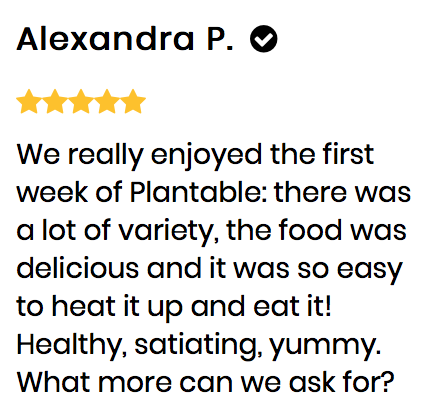 Alexandra P.
We really enjoyed the first
week of Plantable: there was
a lot of variety, the food was
delicious and it was so easy
to heat it up and eat it!
Healthy, satiating, yummy.
What more can we ask for?